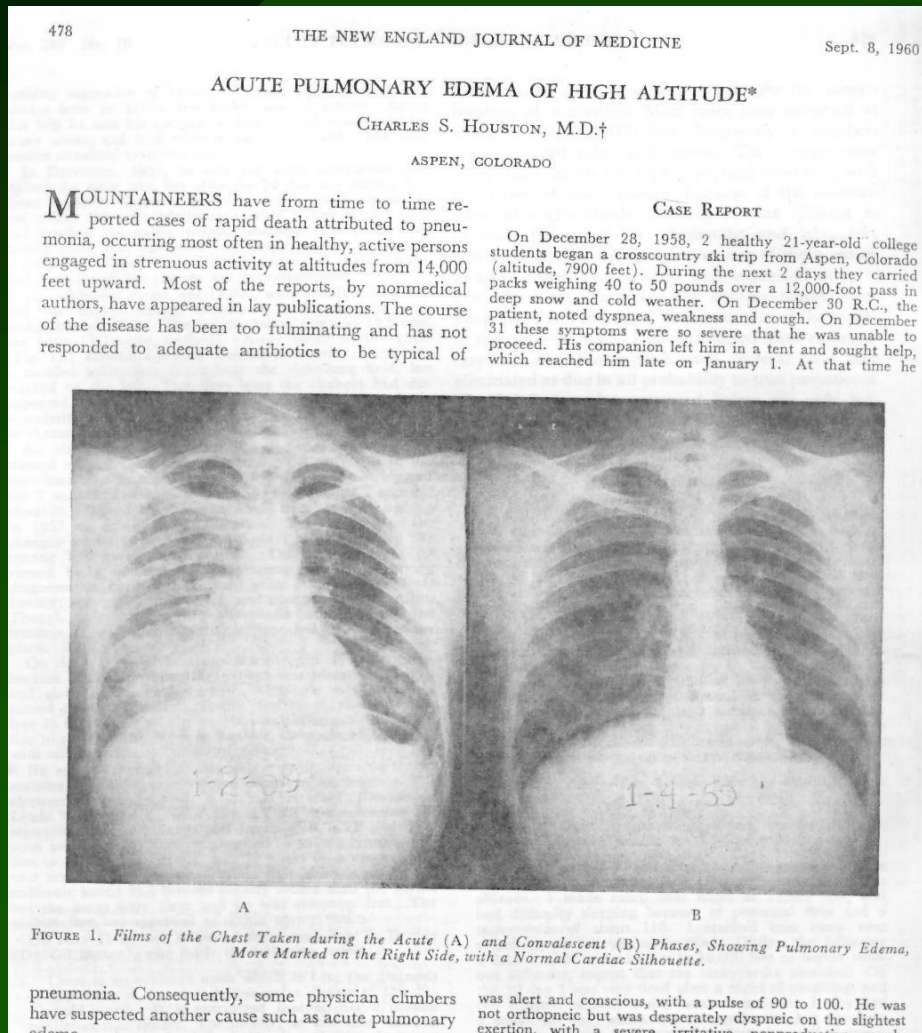 478
THE NEW ENGLAND JOURNAL OF MEDICINE
Sept. 8, 1960
ACUTE PULMONARY EDEMA OF HIGH ALTITUDE*
CHARLES S. HOUSTON, M.D.†
ASPEN, COLORADO
MOUNTAINEERS have from time to time re-
ported cases of rapid death attributed to pneu-
monia, occurring most often in healthy, active persons
engaged in strenuous activity at altitudes from 14,000
feet upward. Most of the reports, by nonmedical
authors, have appeared in lay publications. The course
of the disease has been too fulminating and has not
responded to adequate antibiotics to be typical of
CASE REPORT
On December 28, 1958, 2 healthy 21-year-old college
students began a crosscountry ski trip from Aspen, Colorado
(altitude, 7900 feet). During the next 2 days they carried
packs weighing 40 to 50 pounds over a 12,000-foot pass in
deep snow and cold weather. On December 30 R.C., the
patient, noted dyspnea, weakness and cough. On December
31 these symptoms were so severe that he was unable to
proceed. His companion left him in a tent and sought help,
which reached him late on January 1. At that time he
1-2-59
1-4-59
A
B
FIGURE 1. Films of the Chest Taken during the Acute (A) and Convalescent (B) Phases, Showing Pulmonary Edema,
More Marked on the Right Side, with a Normal Cardiac Silhouette.
pneumonia. Consequently, some physician climbers
have suspected another cause such as acute pulmonary
was alert and conscious, with a pulse of 90 to 100. He was
not orthopneic but was desperately dyspneic on the slightest
exertion, with a severe irritative